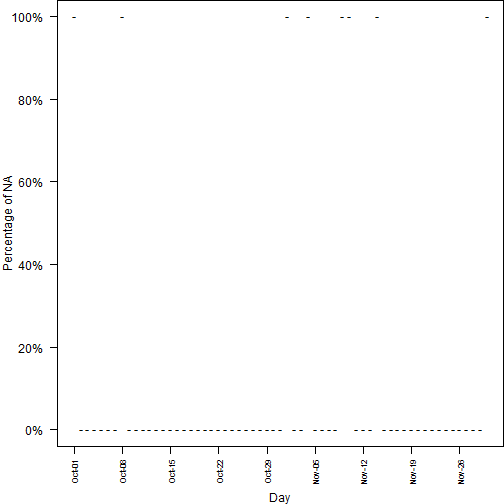 100%
80%
60%
40%
20%
0%
Percentage of NA
Oct-01
Oct-08
Oct-15
Oct-22
Oct-29
Nov-05
Nov-12
Nov-19
Nov-26
Day